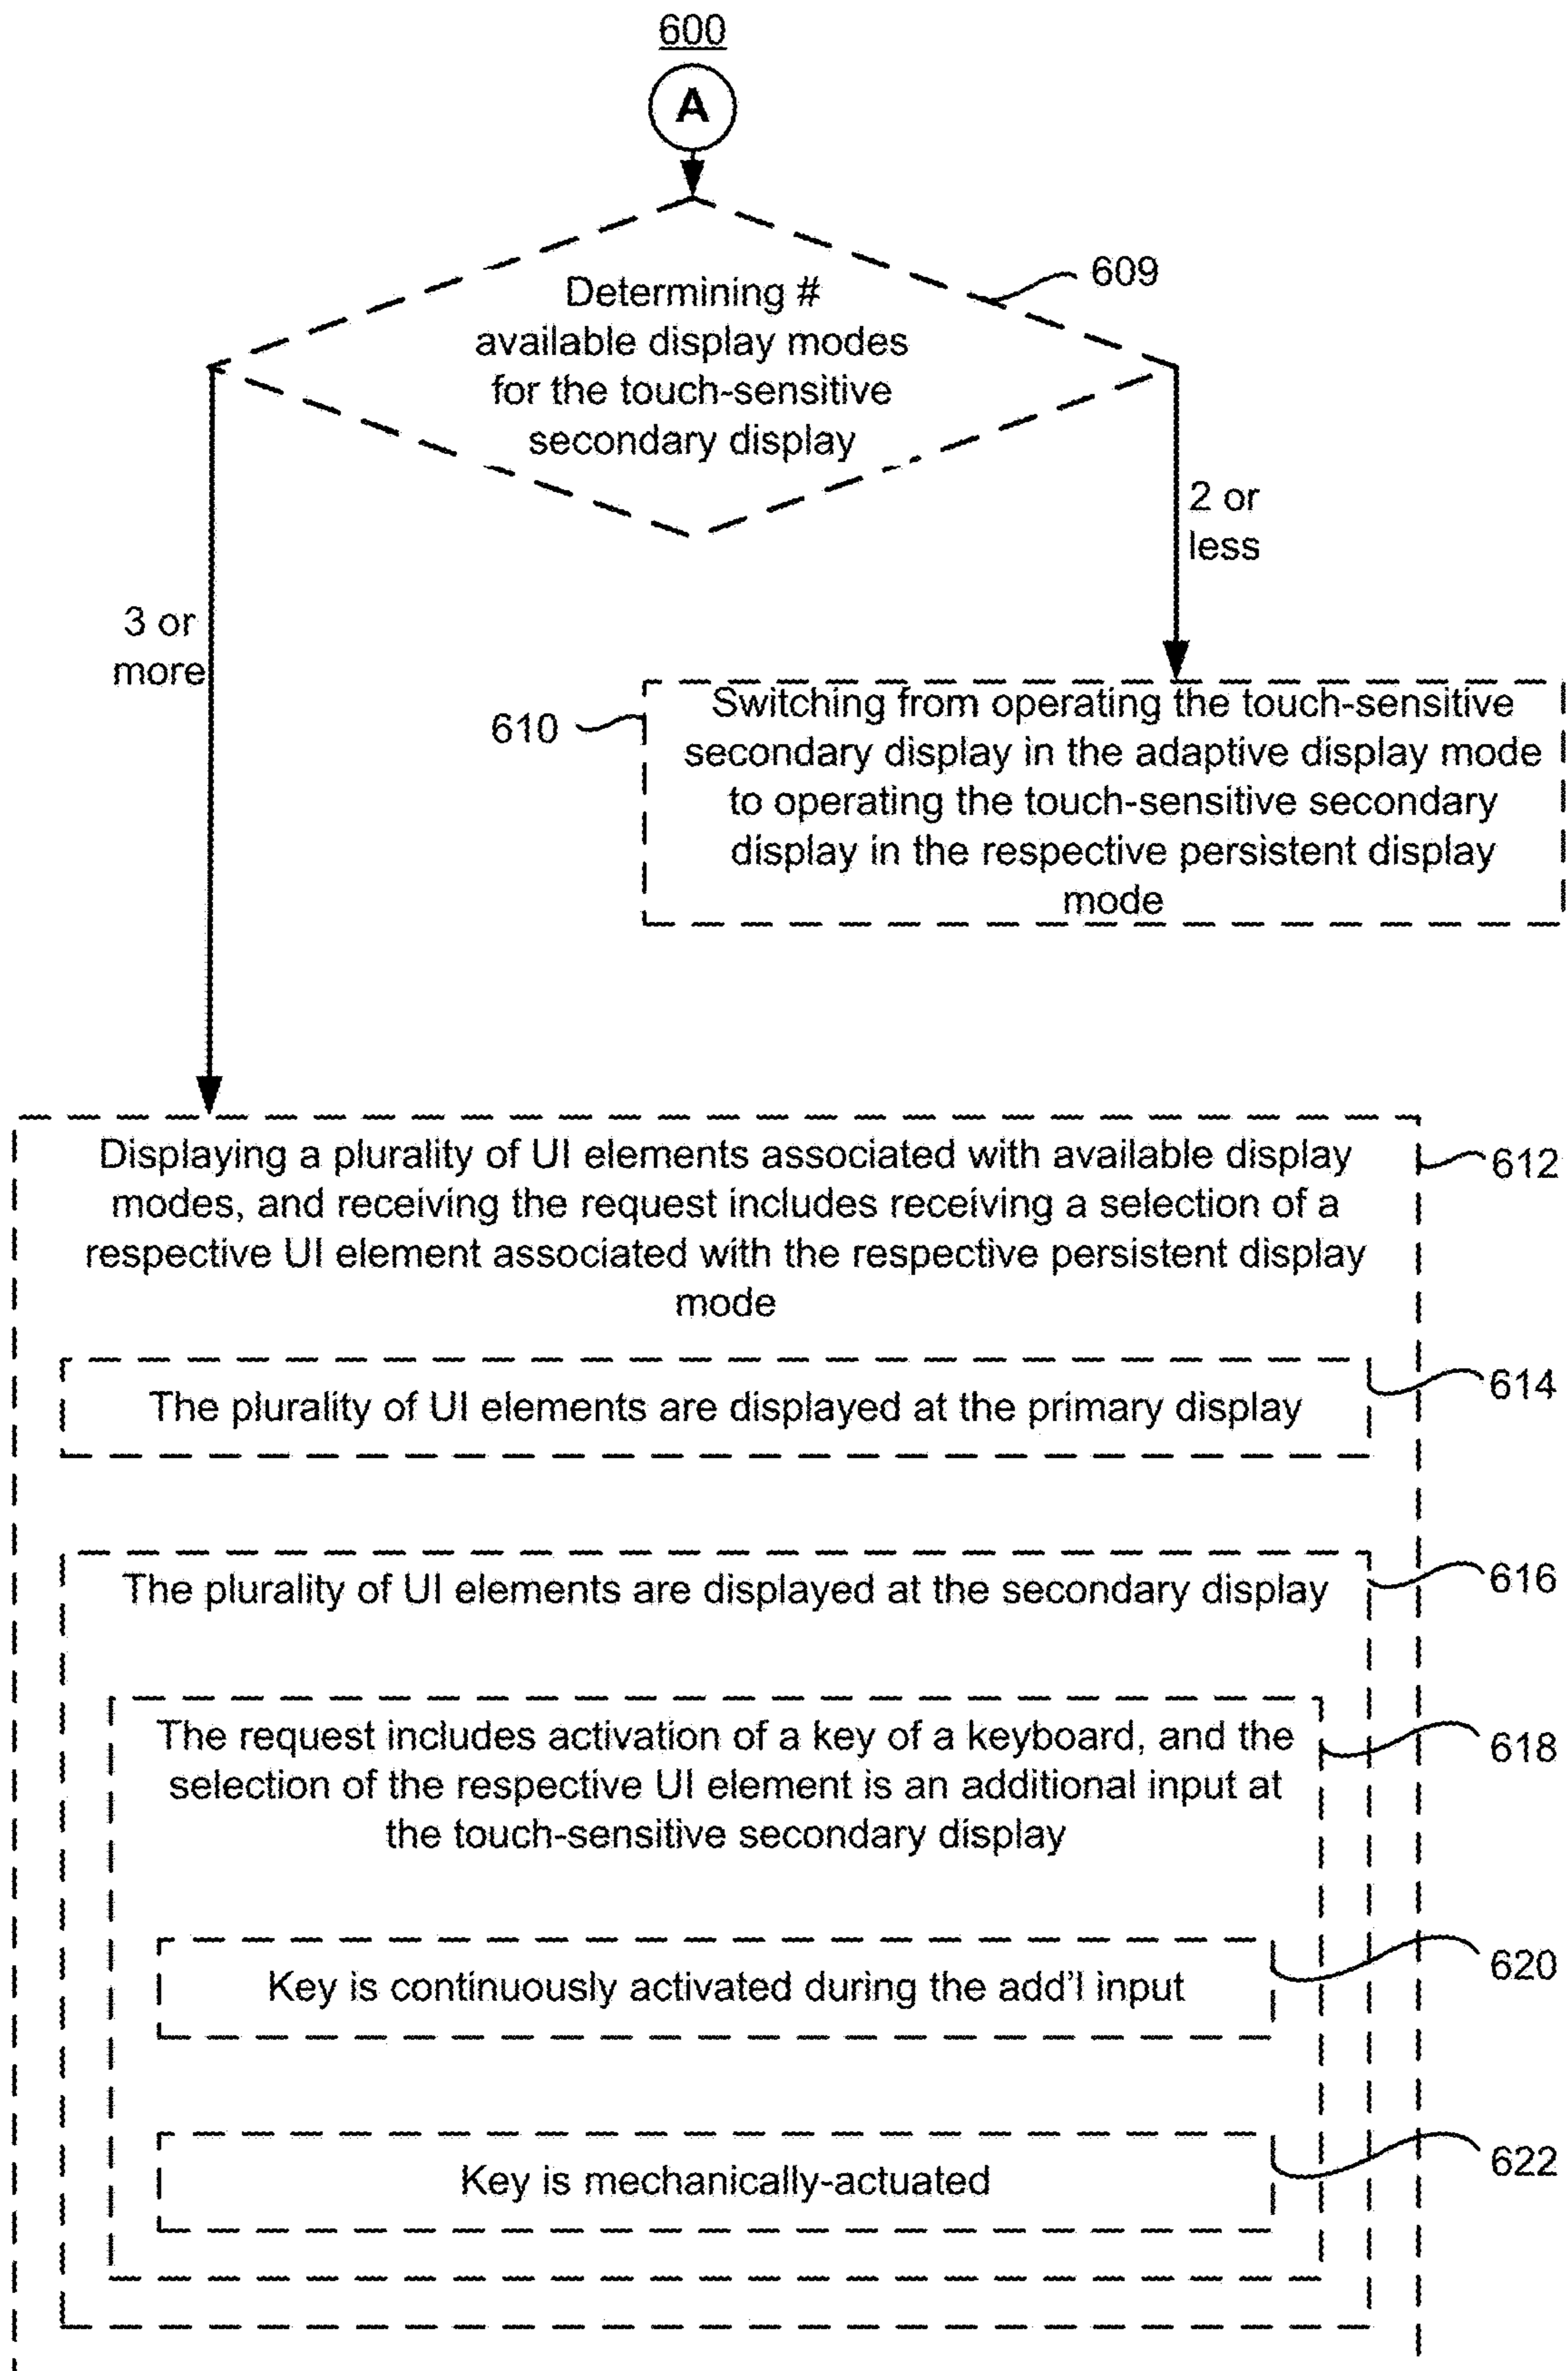 600
A
Determining #
available display modes
for the touch-sensitive
secondary display
609
2 or
less
3 or
more
610
Switching from operating the touch-sensitive
secondary display in the adaptive display mode
to operating the touch-sensitive secondary
display in the respective persistent display
mode
Displaying a plurality of UI elements associated with available display
modes, and receiving the request includes receiving a selection of a
respective UI element associated with the respective persistent display
mode
612
The plurality of UI elements are displayed at the primary display
614
The plurality of UI elements are displayed at the secondary display
616
The request includes activation of a key of a keyboard, and the
selection of the respective UI element is an additional input at
the touch-sensitive secondary display
618
Key is continuously activated during the add'l input
620
Key is mechanically-actuated
622